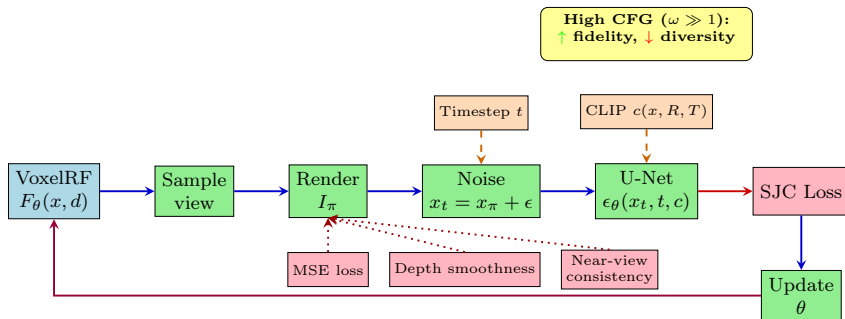 High CFG (ω ≫ 1):
↑ fidelity, ↓ diversity
Timestep t
CLIP c(x, R, T)
VoxelRF
F_θ(x, d)
Sample
view
Render
I_π
Noise
x_t = x_π + ϵ
U-Net
ϵ_θ(x_t, t, c)
SJC Loss
MSE loss
Depth smoothness
Near-view
consistency
Update
θ